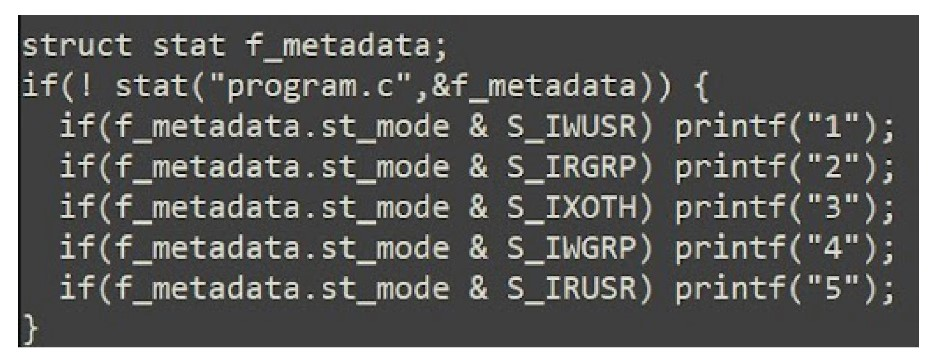 struct stat f_metadata;
if(! stat("program.c",&f_metadata)) {
  if(f_metadata.st_mode & S_IWUSR) printf("1");
  if(f_metadata.st_mode & S_IRGRP) printf("2");
  if(f_metadata.st_mode & S_IXOTH) printf("3");
  if(f_metadata.st_mode & S_IWGRP) printf("4");
  if(f_metadata.st_mode & S_IRUSR) printf("5");
}